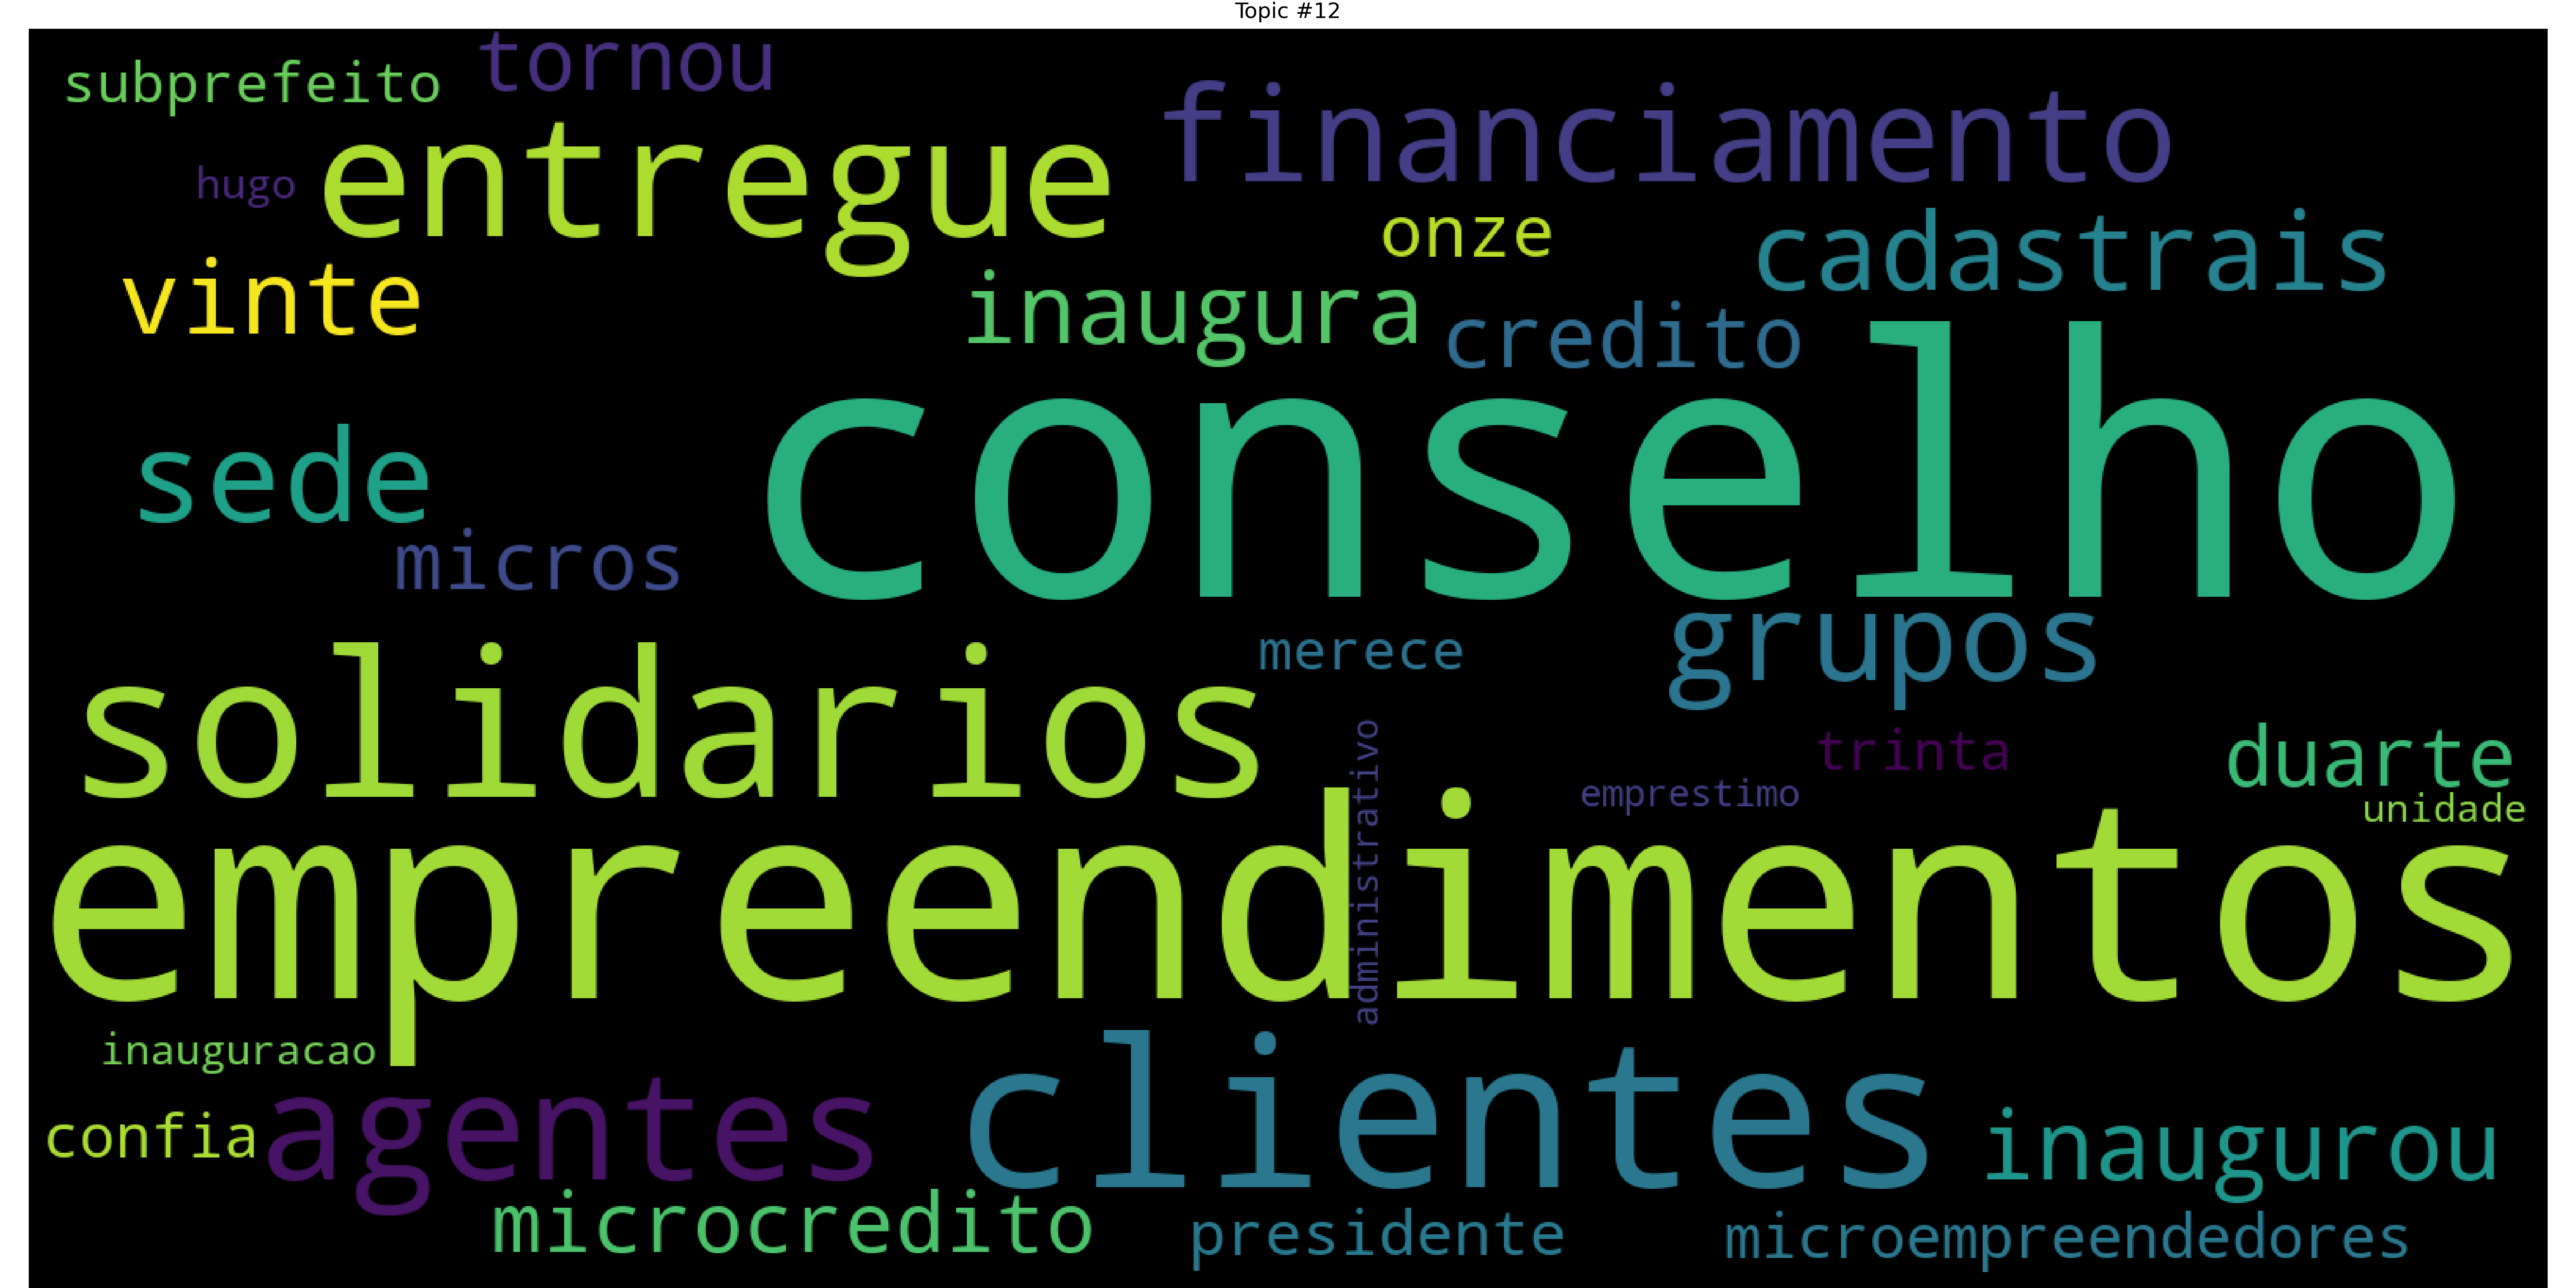 Topic #12
subprefeito
tornou
financiamento
entregue
hugo
onze
cadastrais
vinte
inaugura
credito
conselho
sede
micros
grupos
merece
solidarios
administrativo
trinta
duarte
emprestimo
unidade
empreendimentos
inauguracao
clientes
agentes
confia
inaugurou
microcredito
presidente
microempreendedores